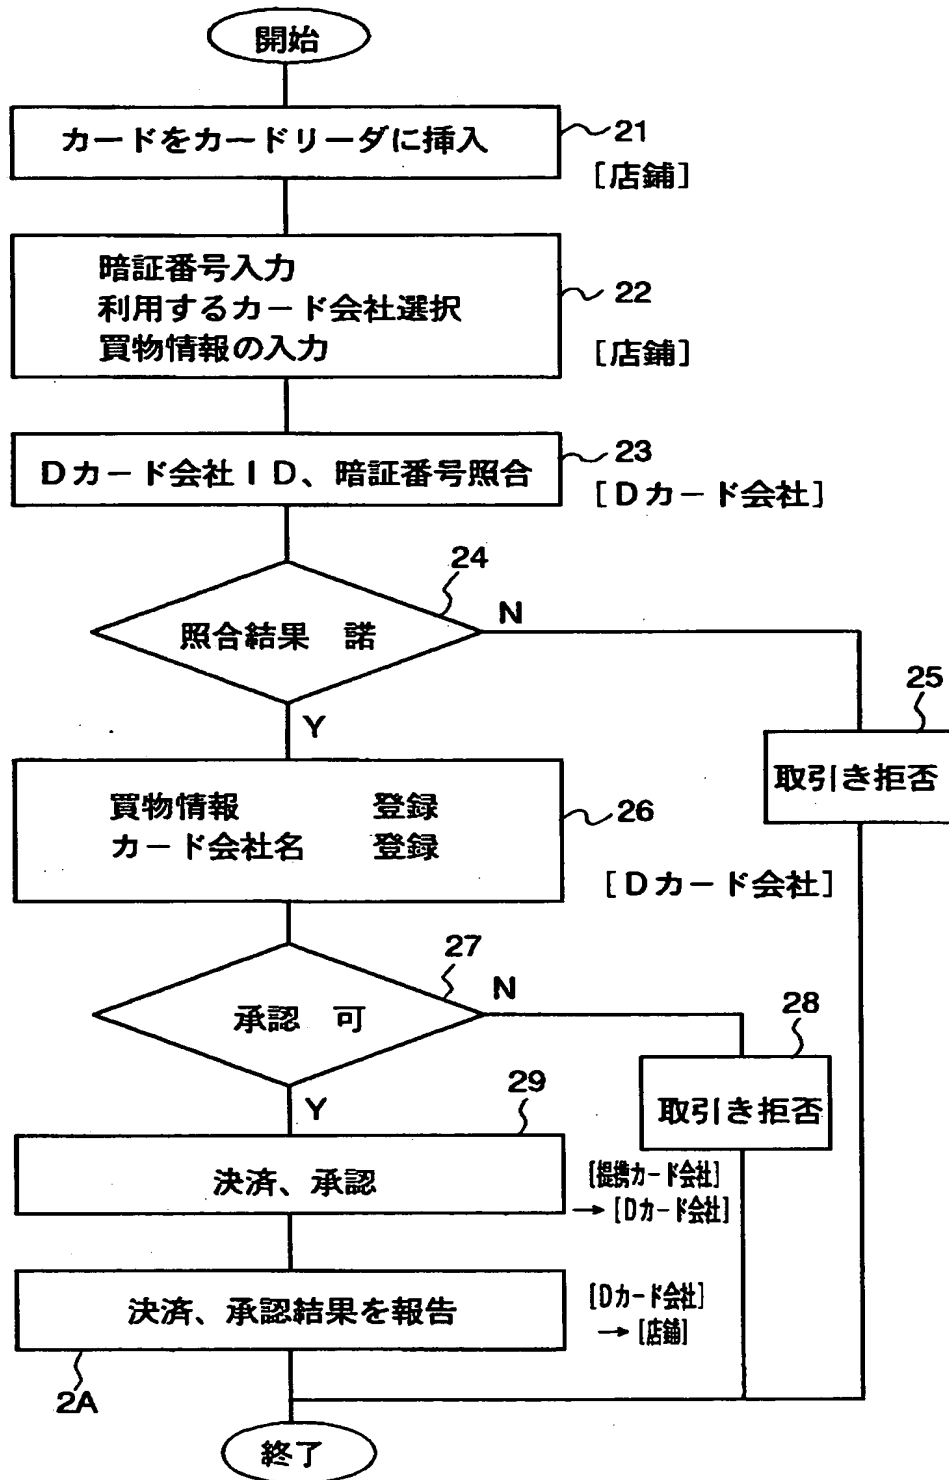 開始
カードをカードリーダに挿入
21
[店舗]
暗証番号入力
利用するカード会社選択
買物情報の入力
22
[店舗]
Dカード会社ID、暗証番号照合
23
[Dカード会社]
24
照合結果 諾
N
Y
25
取引き拒否
買物情報 登録
カード会社名 登録
26
[Dカード会社]
27
承認 可
N
Y
28
取引き拒否
29
決済、承認
[提携カード会社]
→ [Dカード会社]
決済、承認結果を報告
[Dカード会社]
→ [店舗]
2A
終了